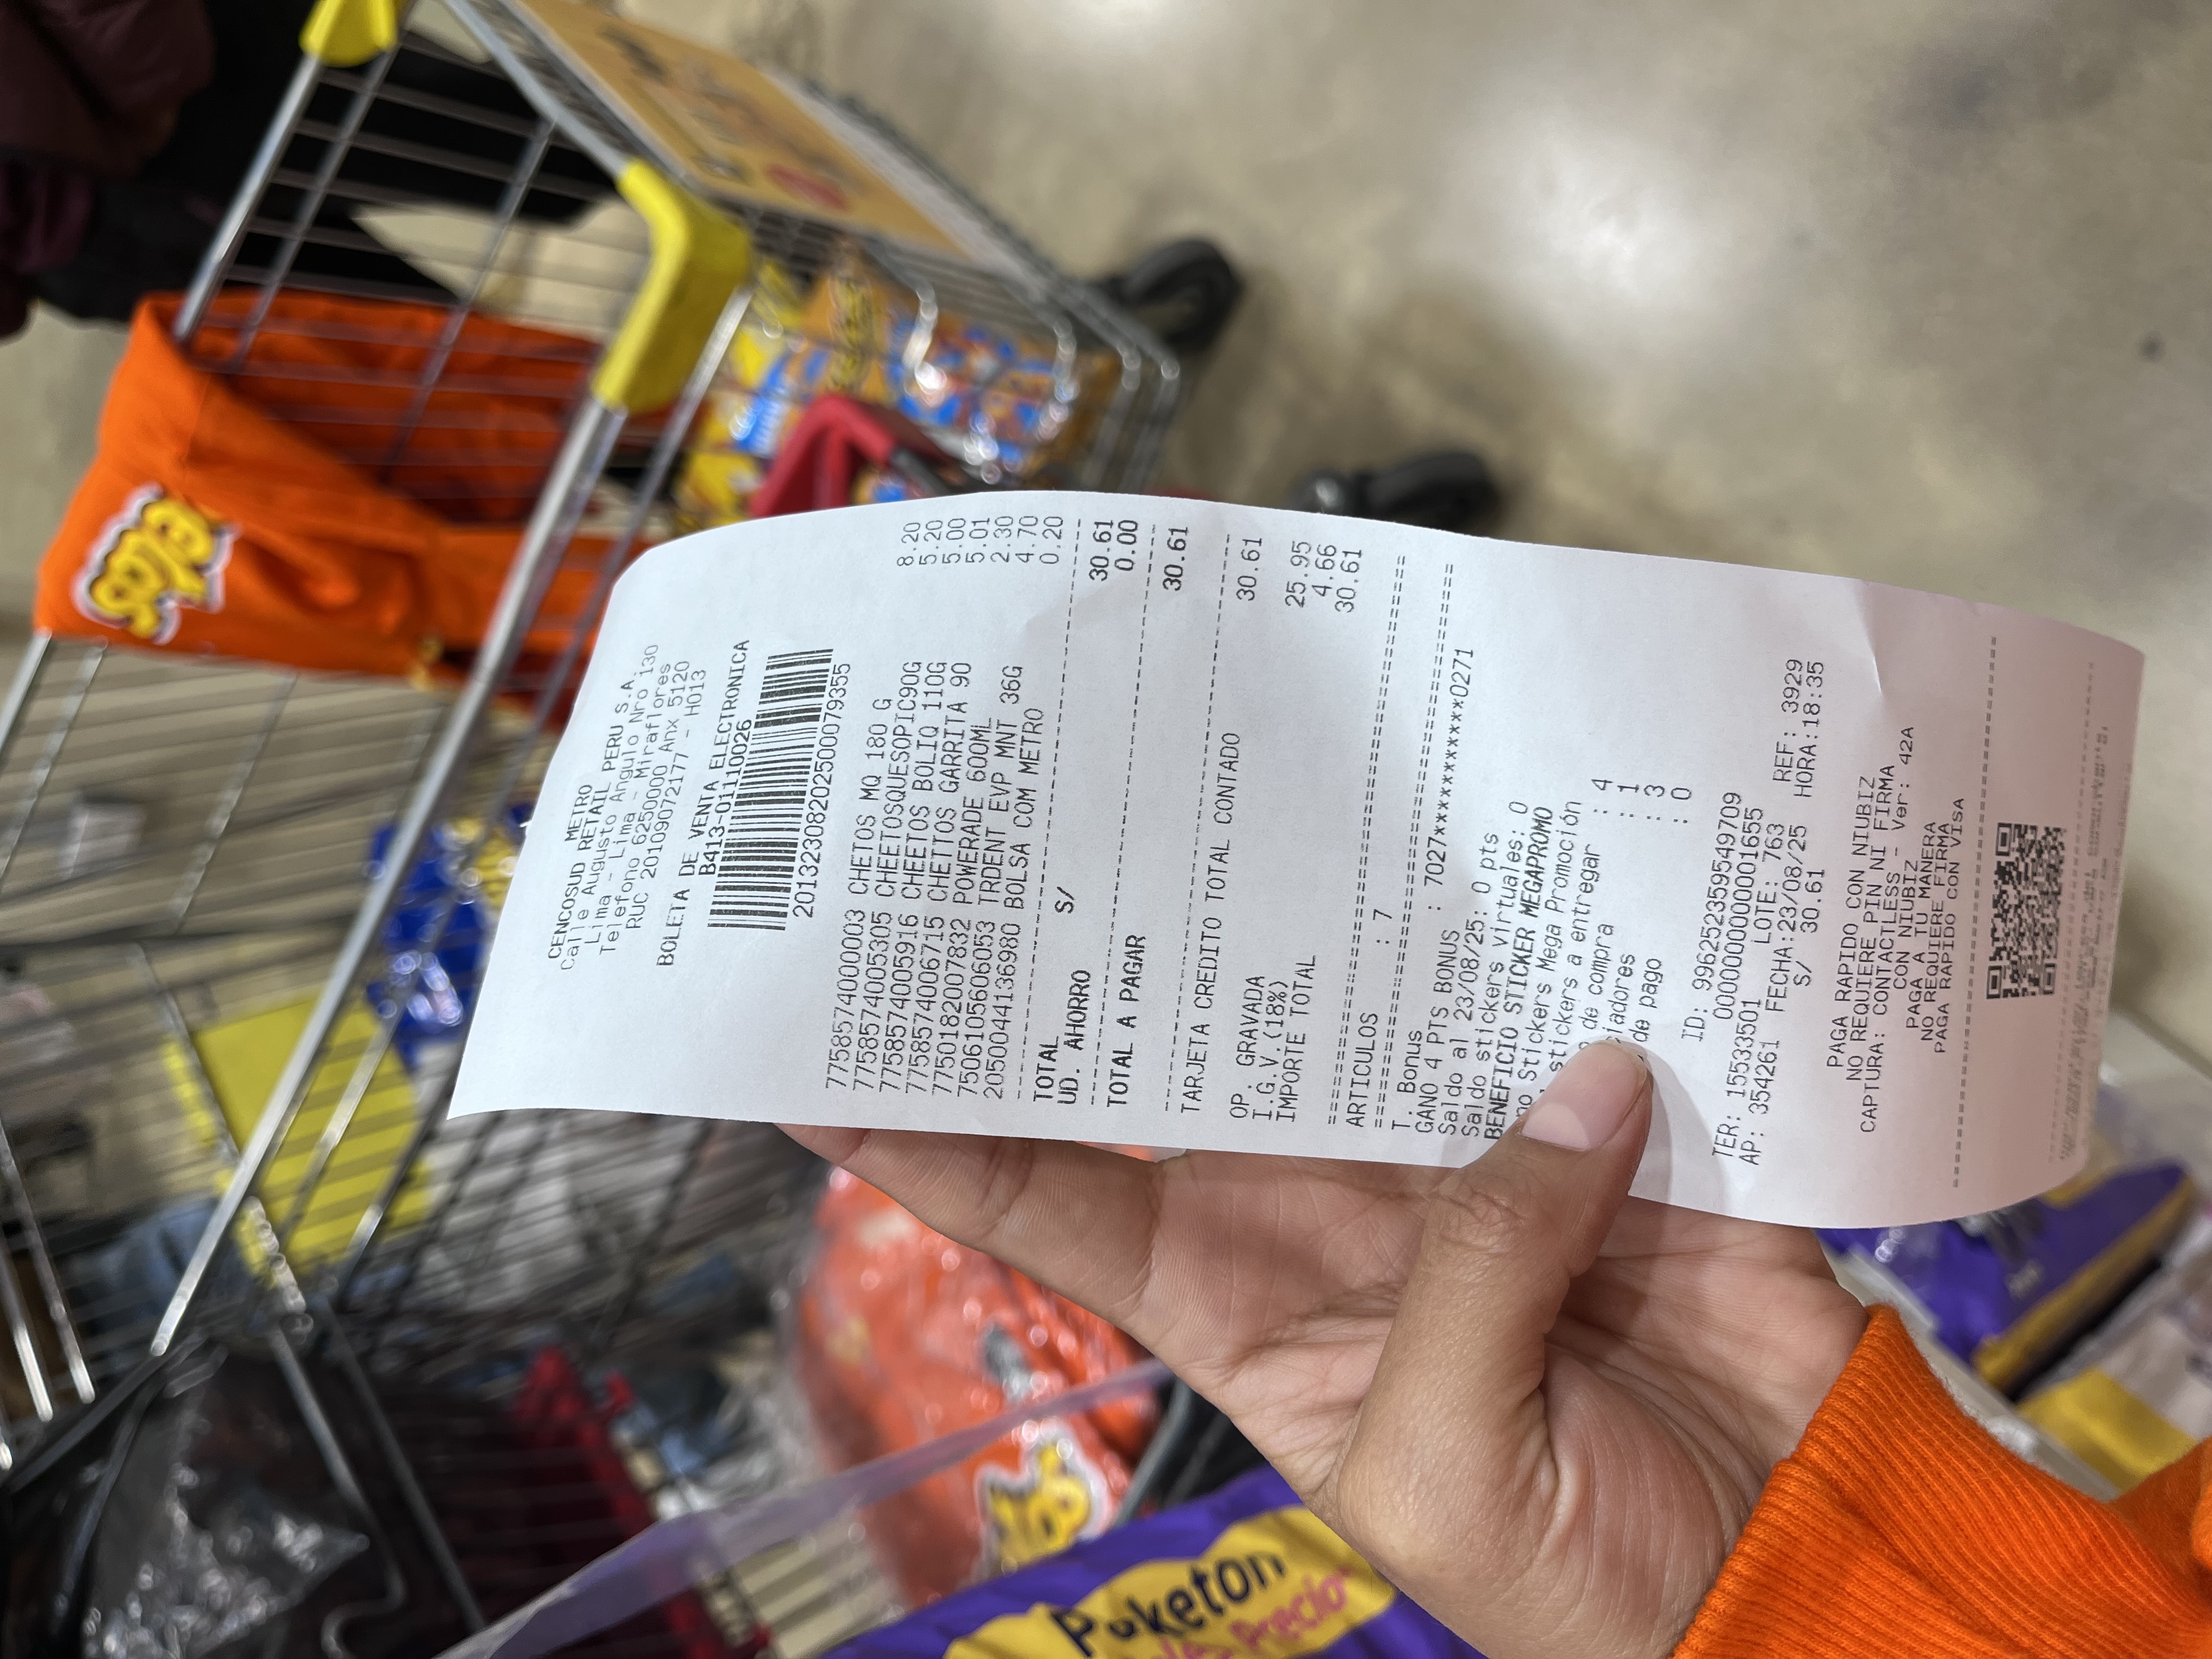 METRO
CENCOSUD RETAIL PERU S.A.
Calle Augusto Angulo Nro 130
Lima - Lima - Miraflores
Telefono 6250000 Anx 5120
RUC 20109072177 - H013
BOLETA DE VENTA ELECTRONICA
B413-01110026
20132308202500079355
7758574000003 CHETOS MQ 180 G 8.20
7758574005305 CHEETOSQUESOPIC90G 5.20
7758574005916 CHEETOS BOLIQ 110G 5.00
7758574006715 CHETTOS GARRITA 90 5.01
7750182007832 POWERADE 600ML 2.30
7506105606053 TRDENT EVP MNT 36G 4.70
2050044136980 BOLSA COM METRO 0.20
TOTAL S/ 30.61
UD. AHORRO 0.00
TOTAL A PAGAR 30.61
TARJETA CREDITO TOTAL CONTADO 30.61
OP. GRAVADA 25.95
I.G.V.(18%) 4.66
IMPORTE TOTAL 30.61
ARTICULOS : 7
T. Bonus : 7027***********0271
GANO 4 PTS BONUS
Saldo al 23/08/25: 0 pts
Saldo stickers virtuales: 0
BENEFICIO STICKER MEGAPROMO
Stickers Mega Promoción
stickers a entregar : 4
de compra : 1
: 3
de pago : 0
ID: 996252359549709
000000000001655
TER: 15533501 LOTE: 763 REF: 3929
AP: 354261 FECHA:23/08/25 HORA:18:35
S/ 30.61
PAGA RAPIDO CON NIUBIZ
NO REQUIERE PIN NI FIRMA
CAPTURA: CONTACTLESS - Ver: 42A
CON NIUBIZ
PAGA A TU MANERA
NO REQUIERE FIRMA
PAGA RAPIDO CON VISA
Poketon